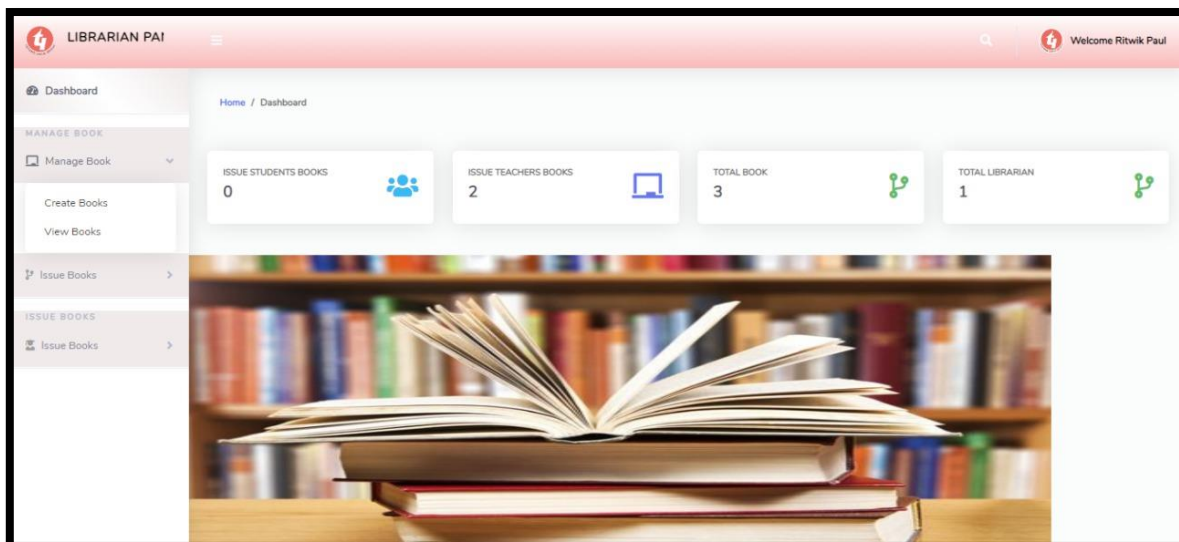 LIBRARIAN PAN
Welcome Ritwik Paul
Dashboard
Home / Dashboard
MANAGE BOOK
Manage Book
Create Books
View Books
Issue Books
ISSUE BOOKS
Issue Books
ISSUE STUDENTS BOOKS
0
ISSUE TEACHERS BOOKS
2
TOTAL BOOK
3
TOTAL LIBRARIAN
1